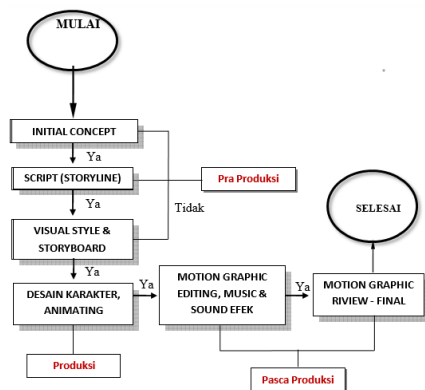 MULAI
INITIAL CONCEPT
Ya
SCRIPT (STORYLINE)
Pra Produksi
Ya
Tidak
VISUAL STYLE &
STORYBOARD
SELESAI
Ya
DESAIN KARAKTER,
ANIMATING
Ya
MOTION GRAPHIC
EDITING, MUSIC &
SOUND EFEK
Ya
MOTION GRAPHIC
RIVIEW - FINAL
Produksi
Pasca Produksi